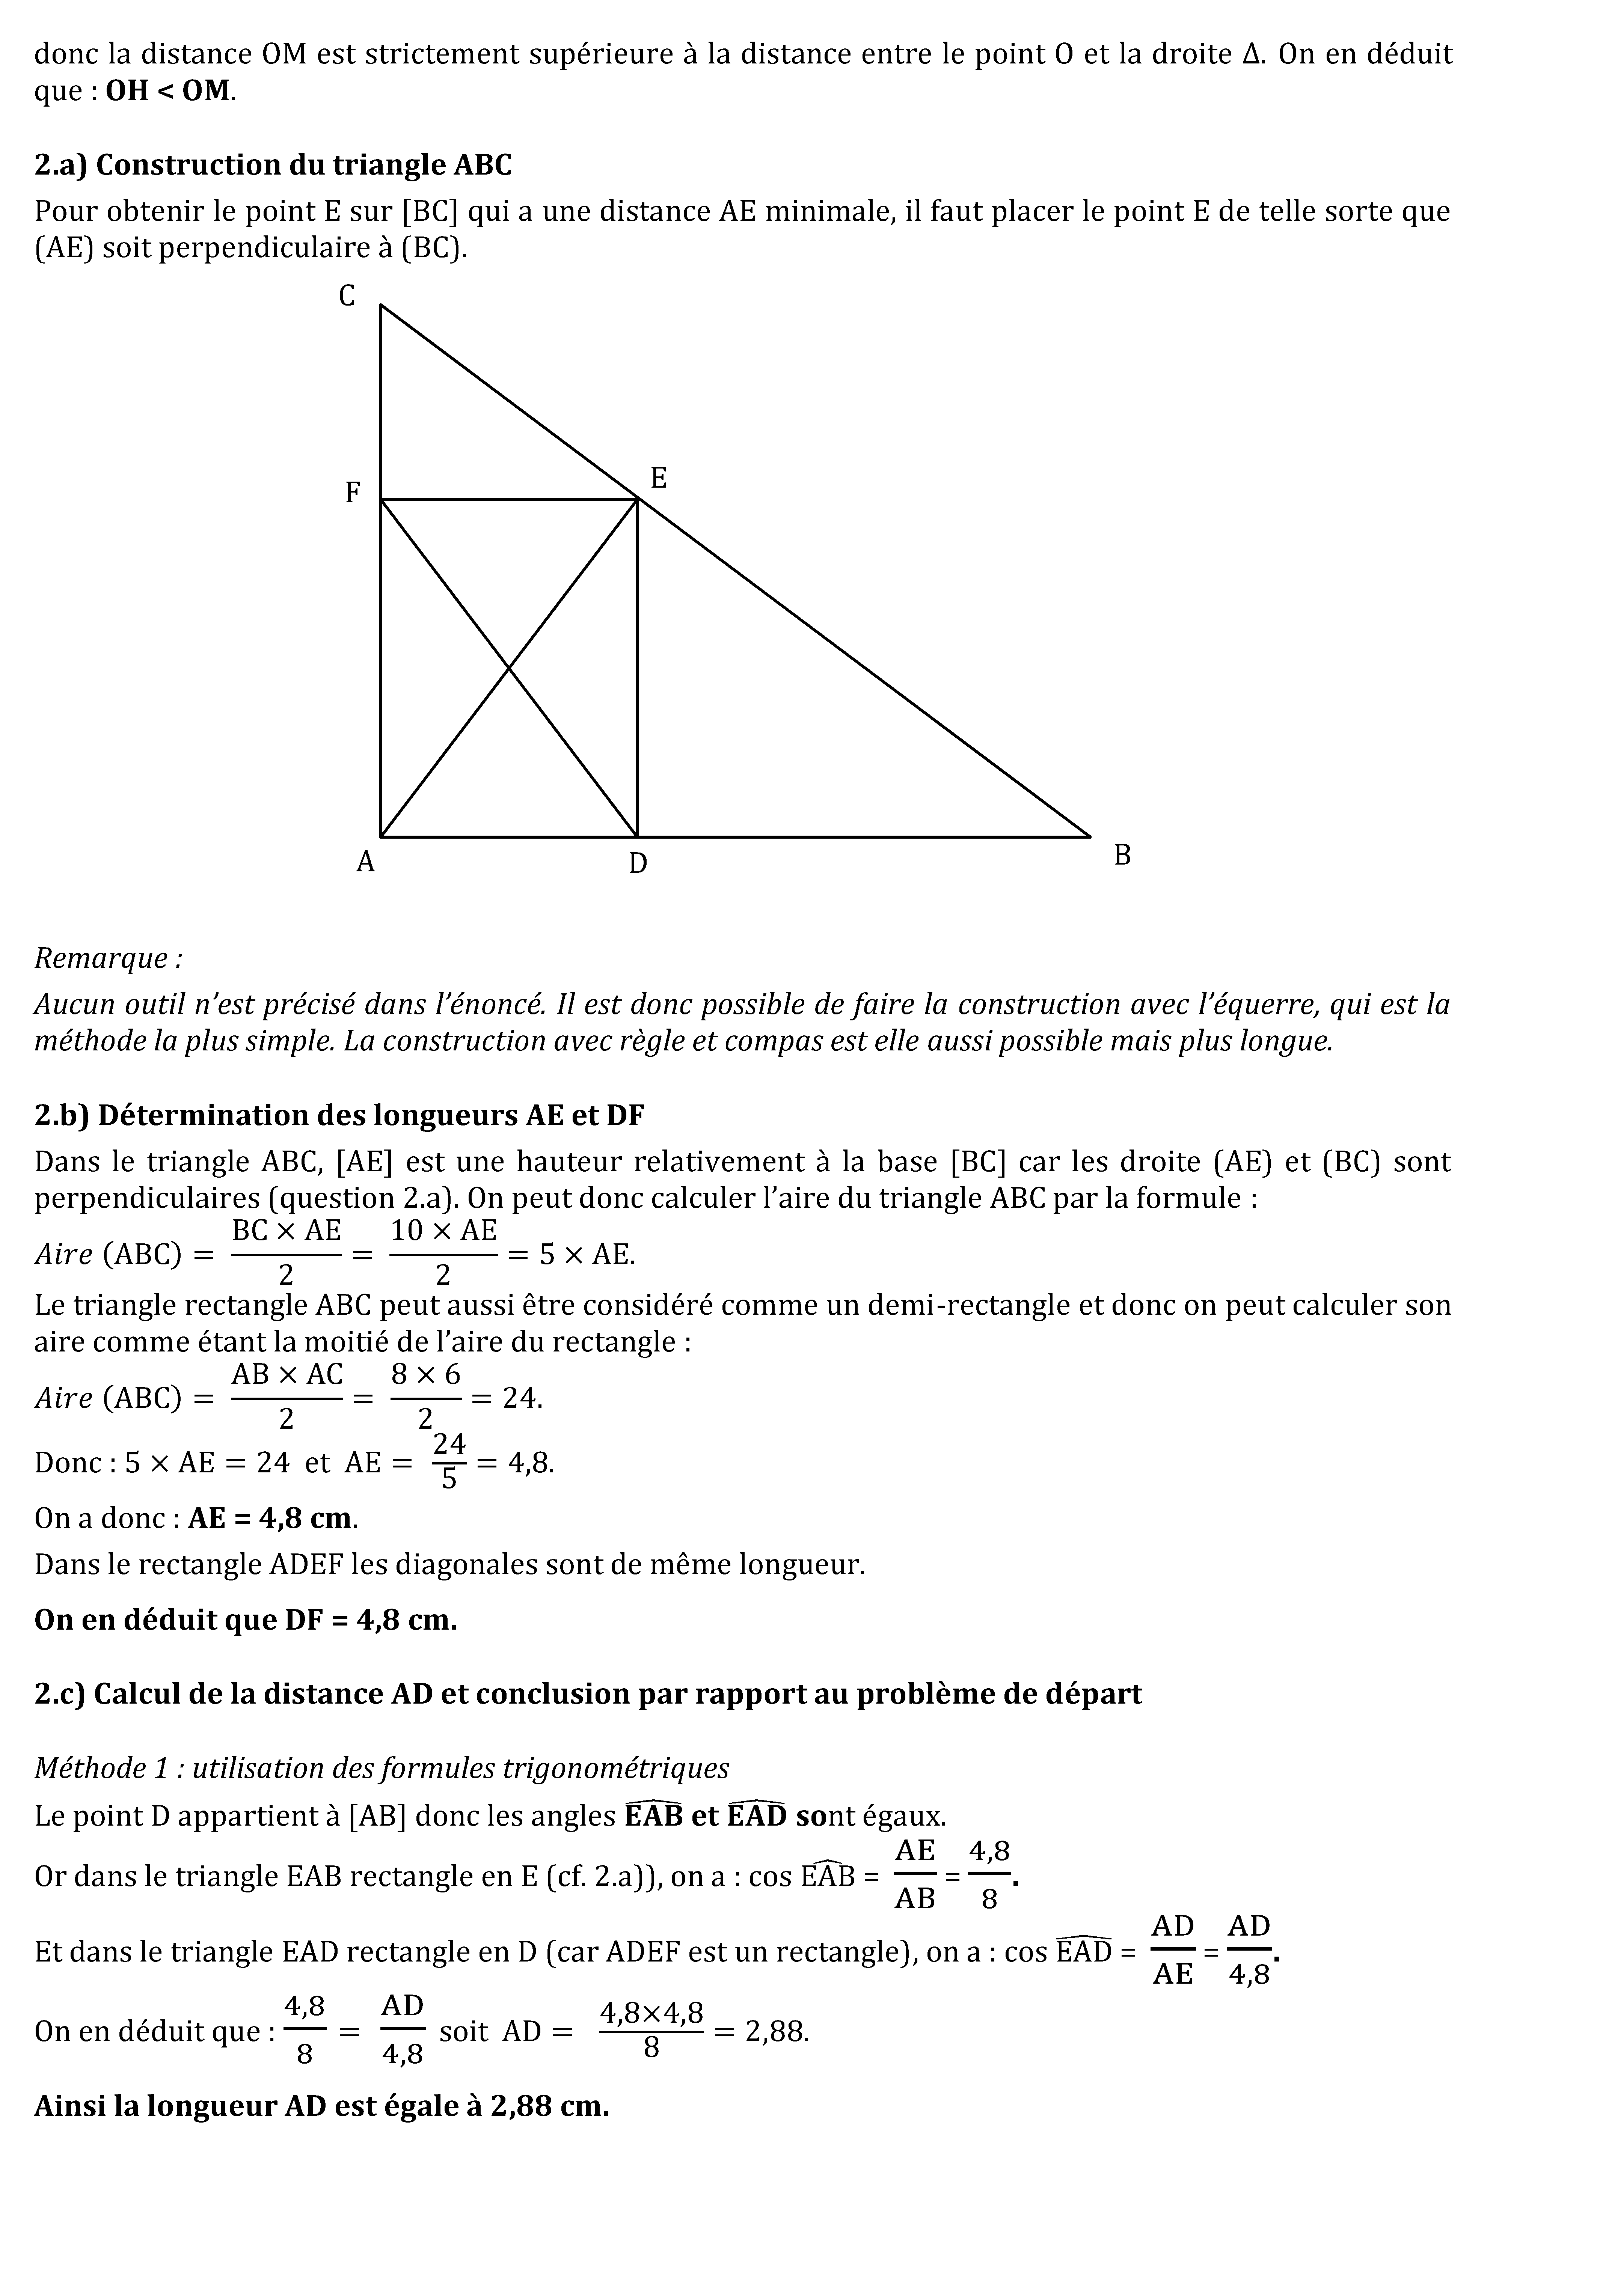 donc la distance OM est strictement supérieure à la distance entre le point O et la droite Δ. On en déduit
que : OH < OM.
2.a) Construction du triangle ABC
Pour obtenir le point E sur [BC] qui a une distance AE minimale, il faut placer le point E de telle sorte que
(AE) soit perpendiculaire à (BC).
C
E
F
A
D
B
Remarque :
Aucun outil n’est précisé dans l’énoncé. Il est donc possible de faire la construction avec l’équerre, qui est la
méthode la plus simple. La construction avec règle et compas est elle aussi possible mais plus longue.
2.b) Détermination des longueurs AE et DF
Dans le triangle ABC, [AE] est une hauteur relativement à la base [BC] car les droite (AE) et (BC) sont
perpendiculaires (question 2.a). On peut donc calculer l’aire du triangle ABC par la formule :
Aire (ABC) = \frac{BC × AE}{2} = \frac{10 × AE}{2} = 5 × AE.
Le triangle rectangle ABC peut aussi être considéré comme un demi-rectangle et donc on peut calculer son
aire comme étant la moitié de l’aire du rectangle :
Aire (ABC) = \frac{AB × AC}{2} = \frac{8 × 6}{2} = 24.
Donc : 5 × AE = 24 et AE = \frac{24}{5} = 4,8.
On a donc : AE = 4,8 cm.
Dans le rectangle ADEF les diagonales sont de même longueur.
On en déduit que DF = 4,8 cm.
2.c) Calcul de la distance AD et conclusion par rapport au problème de départ
Méthode 1 : utilisation des formules trigonométriques
Le point D appartient à [AB] donc les angles \widehat{EAB} et \widehat{EAD} sont égaux.
Or dans le triangle EAB rectangle en E (cf. 2.a)), on a : cos \widehat{EAB} = \frac{AE}{AB} = \frac{4,8}{8}.
Et dans le triangle EAD rectangle en D (car ADEF est un rectangle), on a : cos \widehat{EAD} = \frac{AD}{AE} = \frac{AD}{4,8}.
On en déduit que : \frac{4,8}{8} = \frac{AD}{4,8} soit AD = \frac{4,8×4,8}{8} = 2,88.
Ainsi la longueur AD est égale à 2,88 cm.